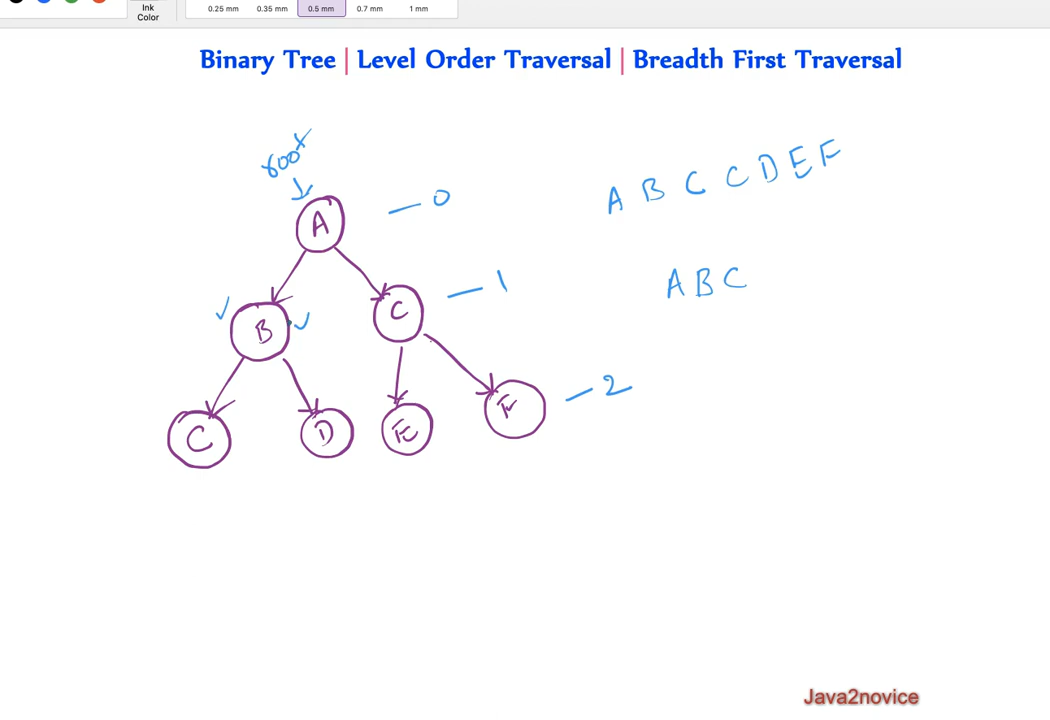 Ink
Color
0.25 mm 0.35 mm 0.5 mm 0.7 mm 1 mm
Binary Tree | Level Order Traversal | Breadth First Traversal
A B C C D E F
A
0
A B C
B
C
1
C
D
E
F
2
Java2novice